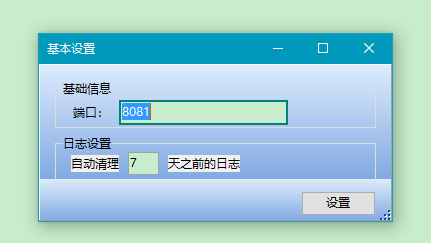 基本设置
基础信息
端口： 8081
日志设置
自动清理 7 天之前的日志
设置